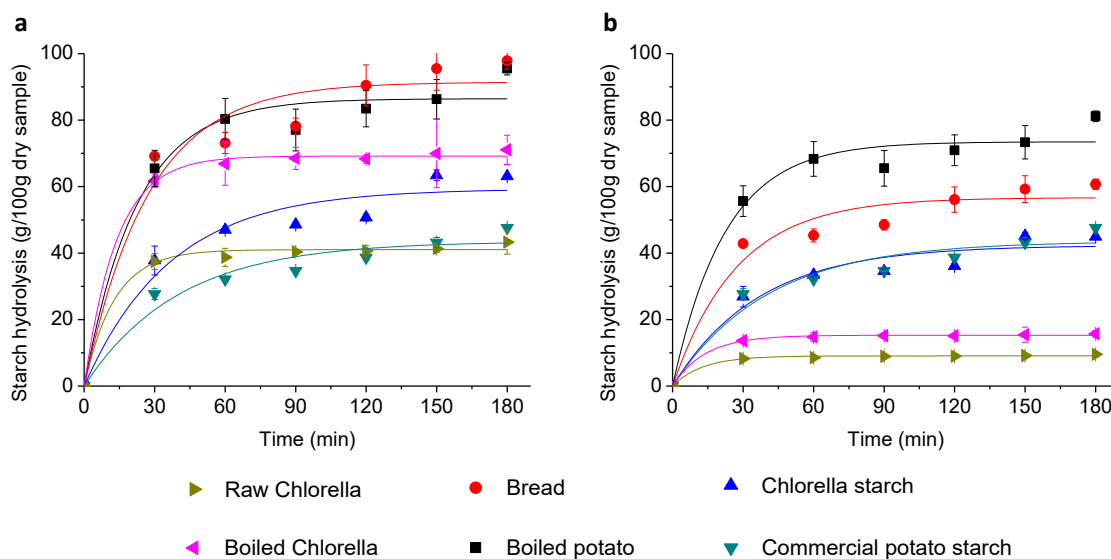 a
b
Starch hydrolysis (g/100g dry sample)
100
80
60
40
20
0
0 30 60 90 120 150 180
Time (min)
Starch hydrolysis (g/100g dry sample)
100
80
60
40
20
0
0 30 60 90 120 150 180
Time (min)
Raw Chlorella
Bread
Chlorella starch
Boiled Chlorella
Boiled potato
Commercial potato starch